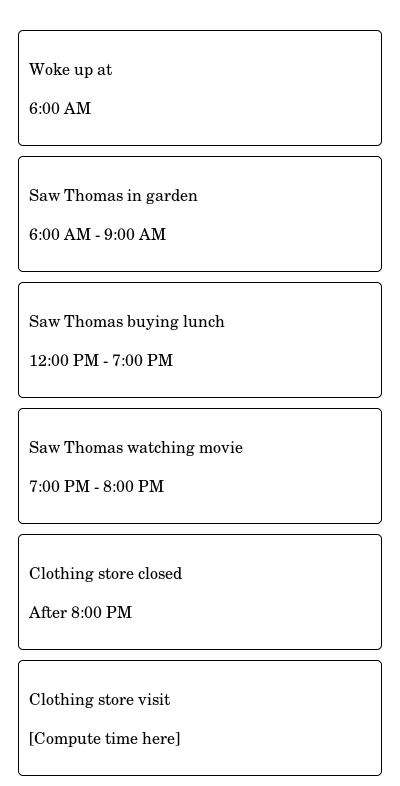 Woke up at
6:00 AM
Saw Thomas in garden
6:00 AM - 9:00 AM
Saw Thomas buying lunch
12:00 PM - 7:00 PM
Saw Thomas watching movie
7:00 PM - 8:00 PM
Clothing store closed
After 8:00 PM
Clothing store visit
[Compute time here]